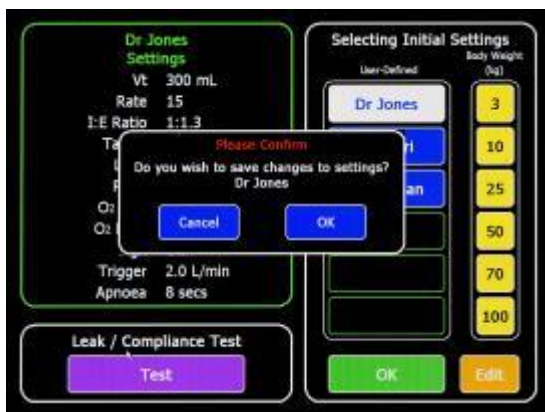 Dr Jones
Settings
Vt 300 mL
Rate 15
I:E Ratio 1:1.3
Trigger 2.0 L/min
Apnoea 8 secs
Please Confirm
Do you wish to save changes to settings?
Dr Jones
Cancel
OK
Leak / Compliance Test
Test
Selecting Initial Settings
User-Defined
Body Weight
(kg)
Dr Jones
3
10
25
50
70
100
OK
Edit